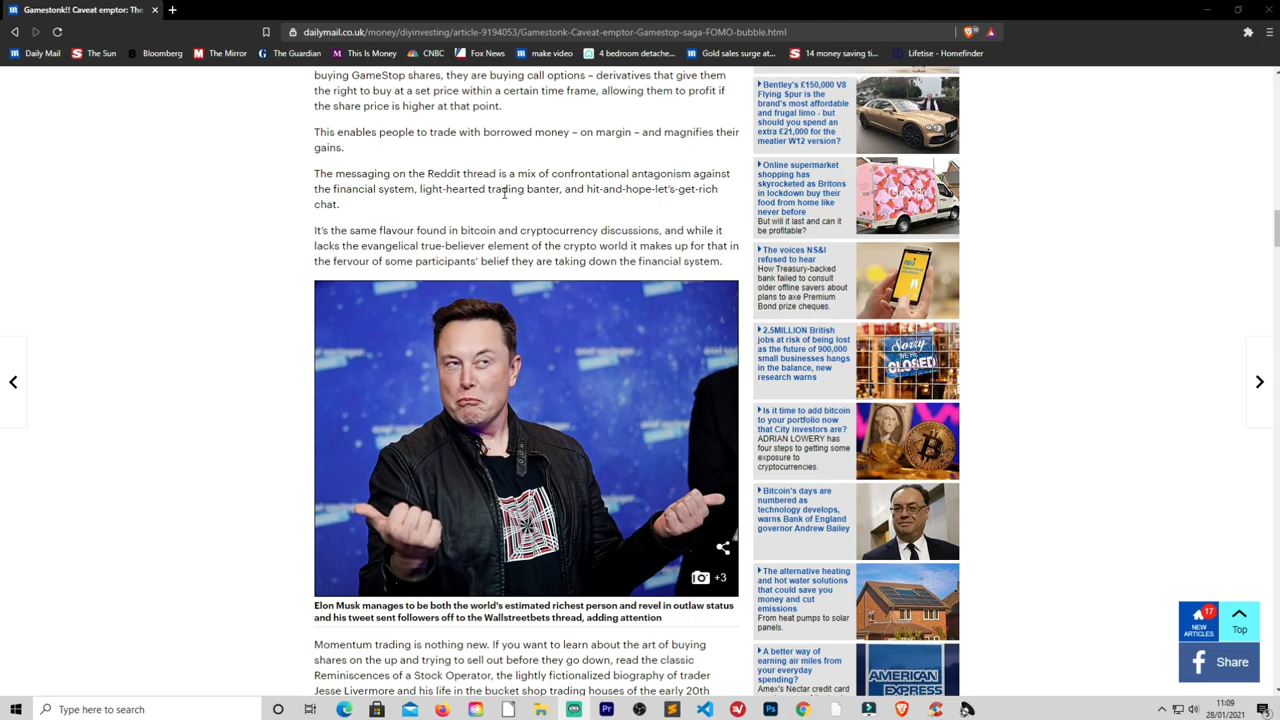 Gamestonk! Caveat emptor: The
dailymail.co.uk/money/diyinvesting/article-9194053/Gamestonk-Caveat-emptor-Gamestop-saga-FOMO-bubble.html
Daily Mail
The Sun
Bloomberg
The Mirror
The Guardian
This Is Money
CNBC
Fox News
make video
4 bedroom detache...
Gold sales surge at...
14 money saving ti...
Lifetise - Homefinder
buying GameStop shares, they are buying call options – derivatives that give them
the right to buy at a set price within a certain time frame, allowing them to profit if
the share price is higher at that point.
This enables people to trade with borrowed money – on margin – and magnifies their
gains.
The messaging on the Reddit thread is a mix of confrontational antagonism against
the financial system, light-hearted trading banter, and hit-and-hope-let's-get-rich
chat.
It's the same flavour found in bitcoin and cryptocurrency discussions, and while it
lacks the evangelical true-believer element of the crypto world it makes up for that in
the fervour of some participants' belief they are taking down the financial system.
+3
Elon Musk manages to be both the world's estimated richest person and revel in outlaw status
and his tweet sent followers off to the Wallstreetbets thread, adding attention
Momentum trading is nothing new. If you want to learn about the art of buying
shares on the up and trying to sell out before they go down, read the classic
Reminiscences of a Stock Operator, the lightly fictionalized biography of trader
Jesse Livermore and his life in the bucket shop trading houses of the early 20th
Bentley's £150,000 V8
Flying Spur is the
brand's most affordable
and frugal limo - but
should you spend an
extra £21,000 for the
meatier W12 version?
Online supermarket
shopping has
skyrocketed as Britons
in lockdown buy their
food from home like
never before
But will it last and can it
be profitable?
The voices NS&I
refused to hear
How Treasury-backed
bank failed to consult
older offline savers about
plans to axe Premium
Bond prize cheques.
2.5MILLION British
jobs at risk of being lost
as the future of 900,000
small businesses hangs
in the balance, new
research warns
Sorry
WE'RE
CLOSED
Is it time to add bitcoin
to your portfolio now
that City investors are?
ADRIAN LOWERY has
four steps to getting some
exposure to
cryptocurrencies.
Bitcoin's days are
numbered as
technology develops,
warns Bank of England
governor Andrew Bailey
The alternative heating
and hot water solutions
that could save you
money and cut
emissions
From heat pumps to solar
panels.
A better way of
earning air miles from
your everyday
spending?
Amex's Nectar credit card
AMERICAN
EXPRESS
17
NEW
ARTICLES
Top
Share
Type here to search
11:09
28/01/2021